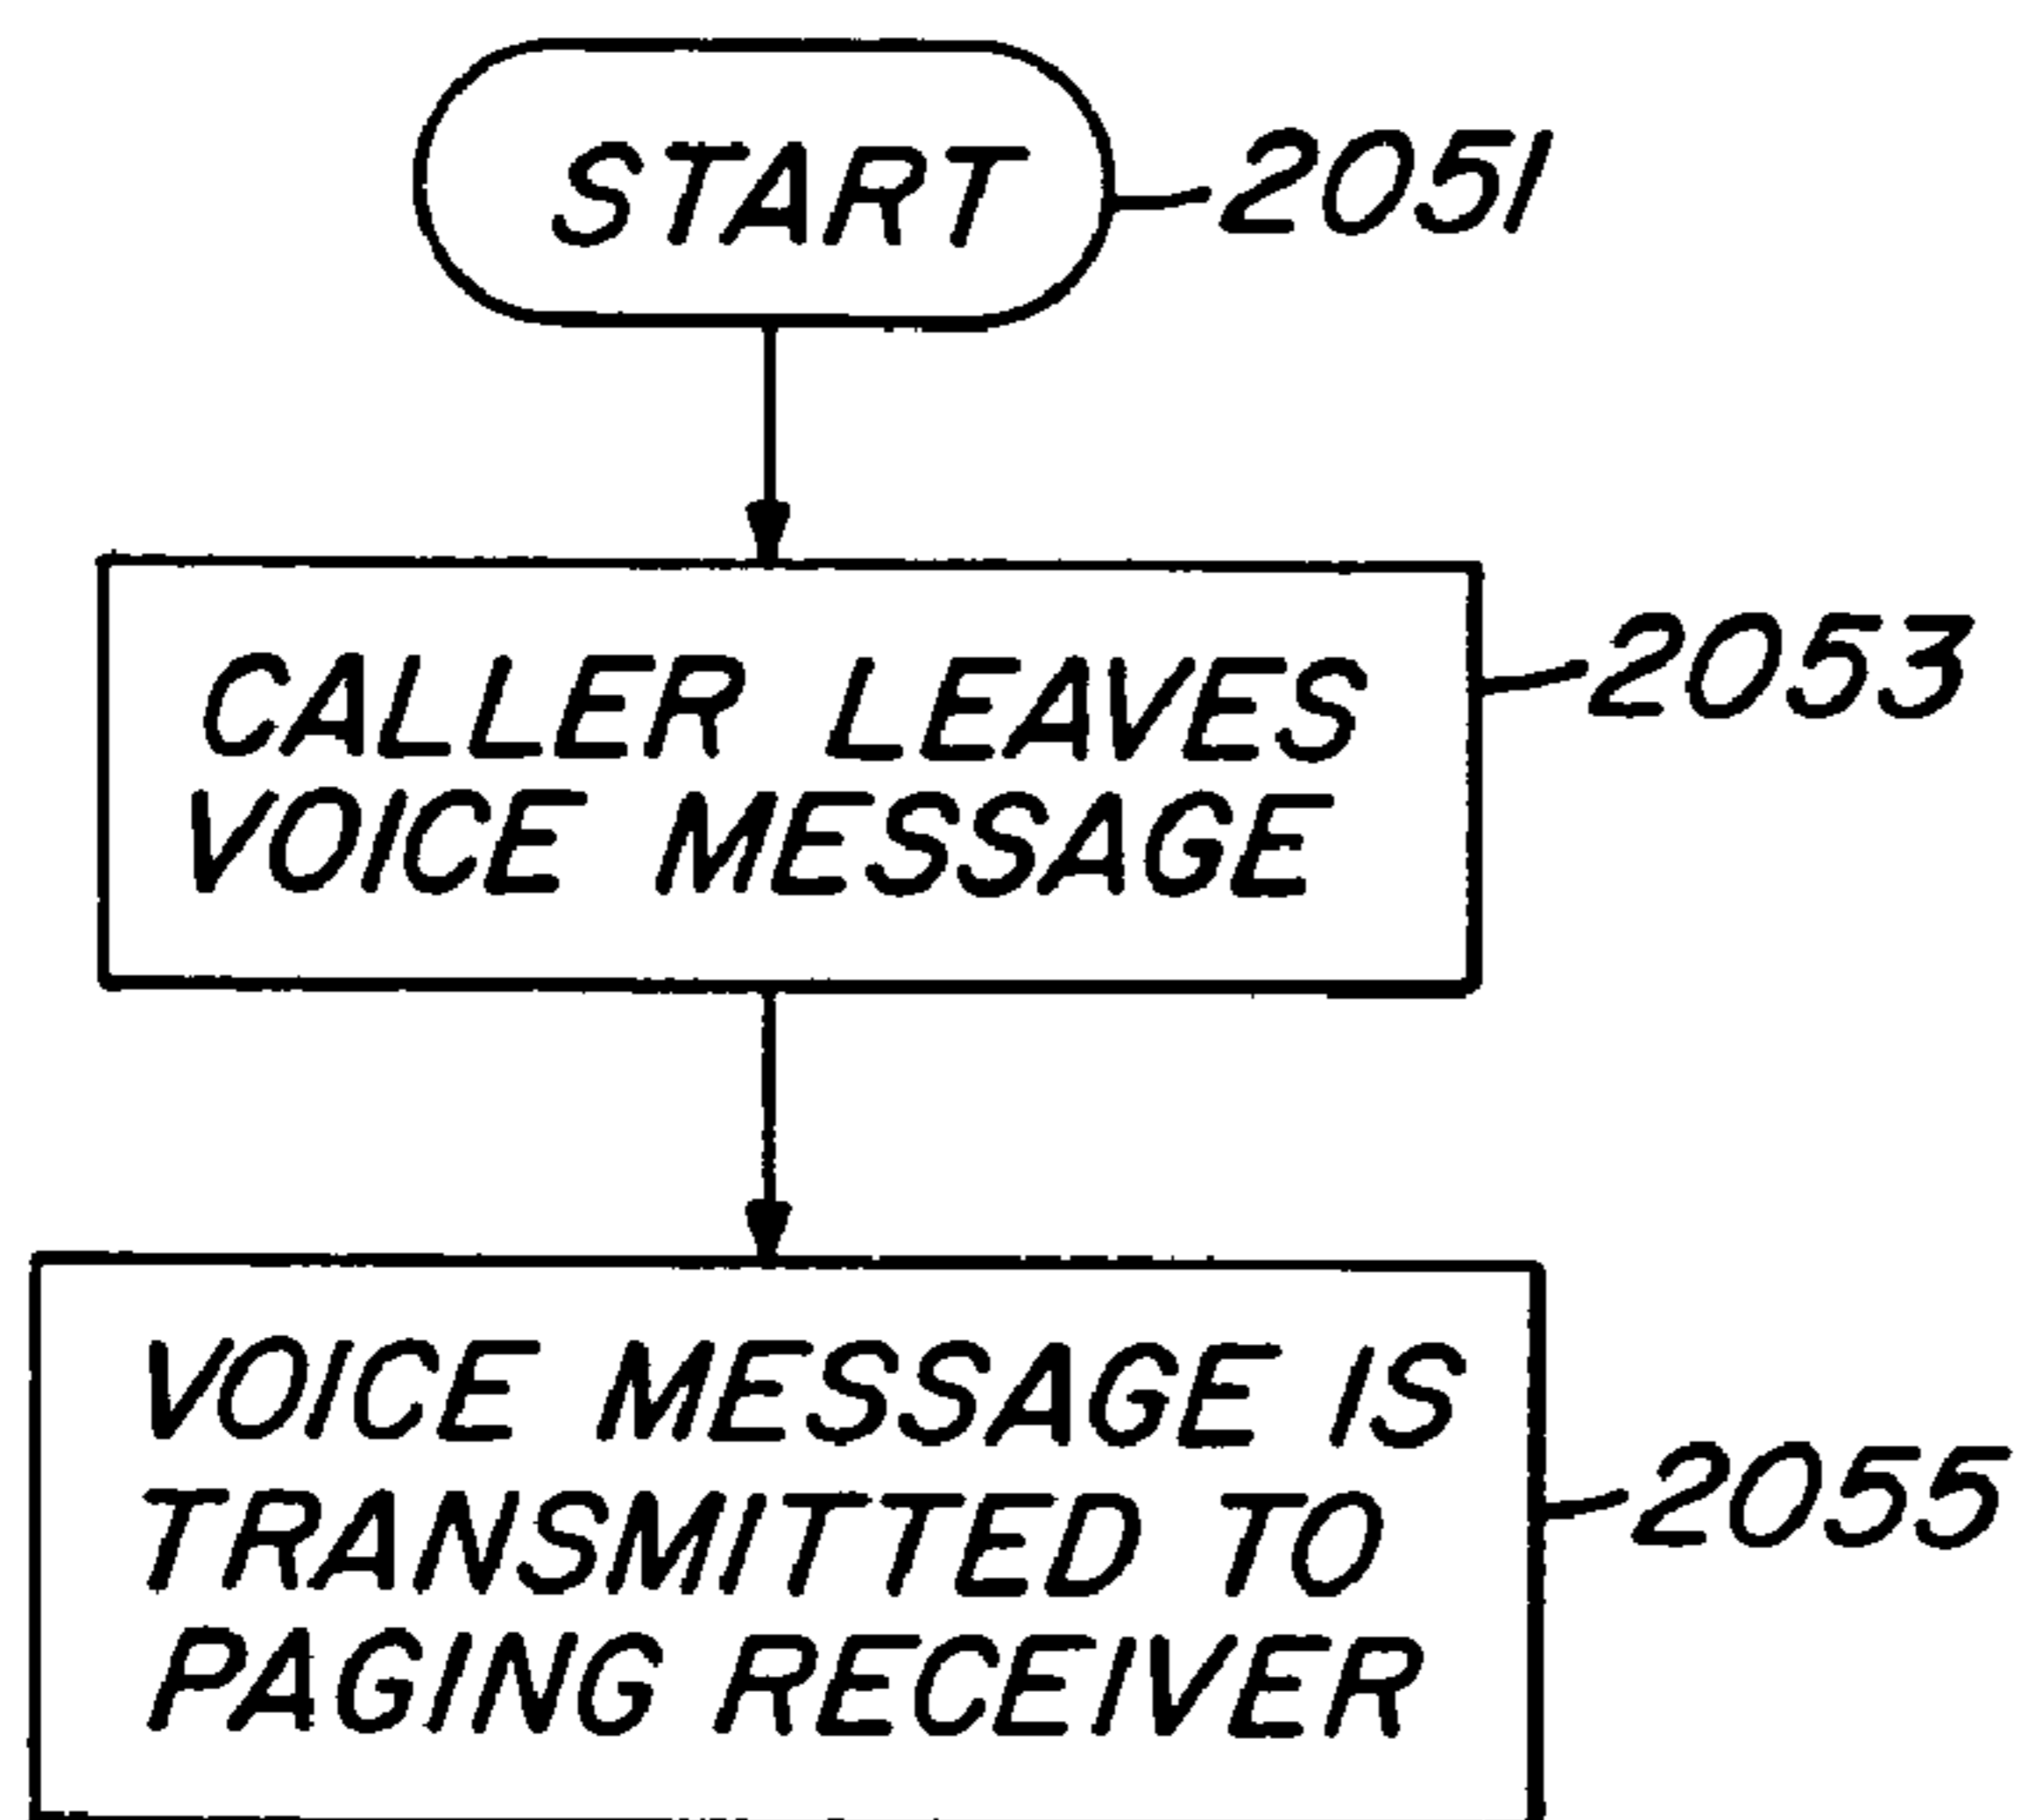 START
2051
CALLER LEAVES
VOICE MESSAGE
2053
VOICE MESSAGE IS
TRANSMITTED TO
PAGING RECEIVER
2055